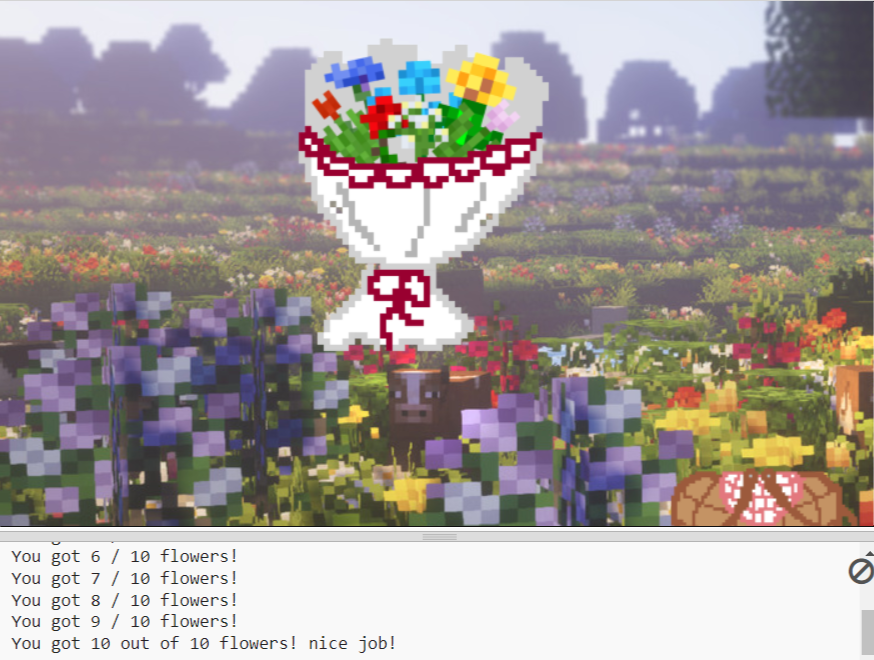 You got 6 / 10 flowers!
You got 7 / 10 flowers!
You got 8 / 10 flowers!
You got 9 / 10 flowers!
You got 10 out of 10 flowers! nice job!